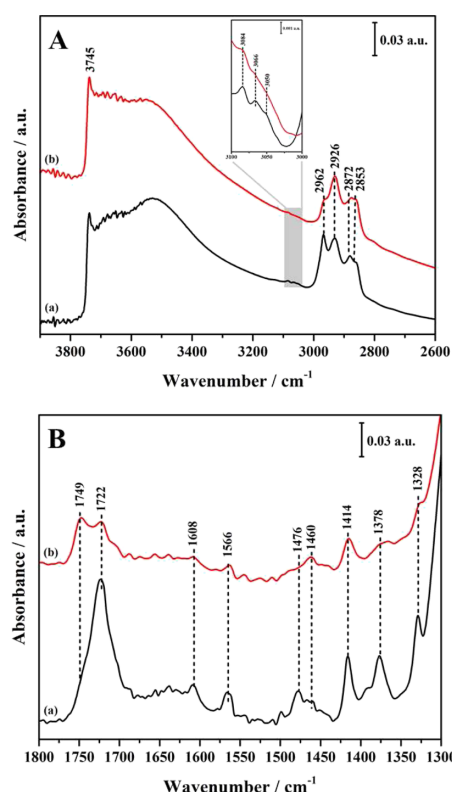 A
0.03 a.u.
0.001 a.u.
3084
3066
3050
3100
3050
3000
3745
2962
2926
2872
2853
(b)
(a)
Absorbance / a.u.
3800 3600 3400 3200 3000 2800 2600
Wavenumber / cm⁻¹
B
0.03 a.u.
1749
1722
1608
1566
1476
1460
1414
1378
1328
(b)
(a)
Absorbance / a.u.
1800 1750 1700 1650 1600 1550 1500 1450 1400 1350 1300
Wavenumber / cm⁻¹